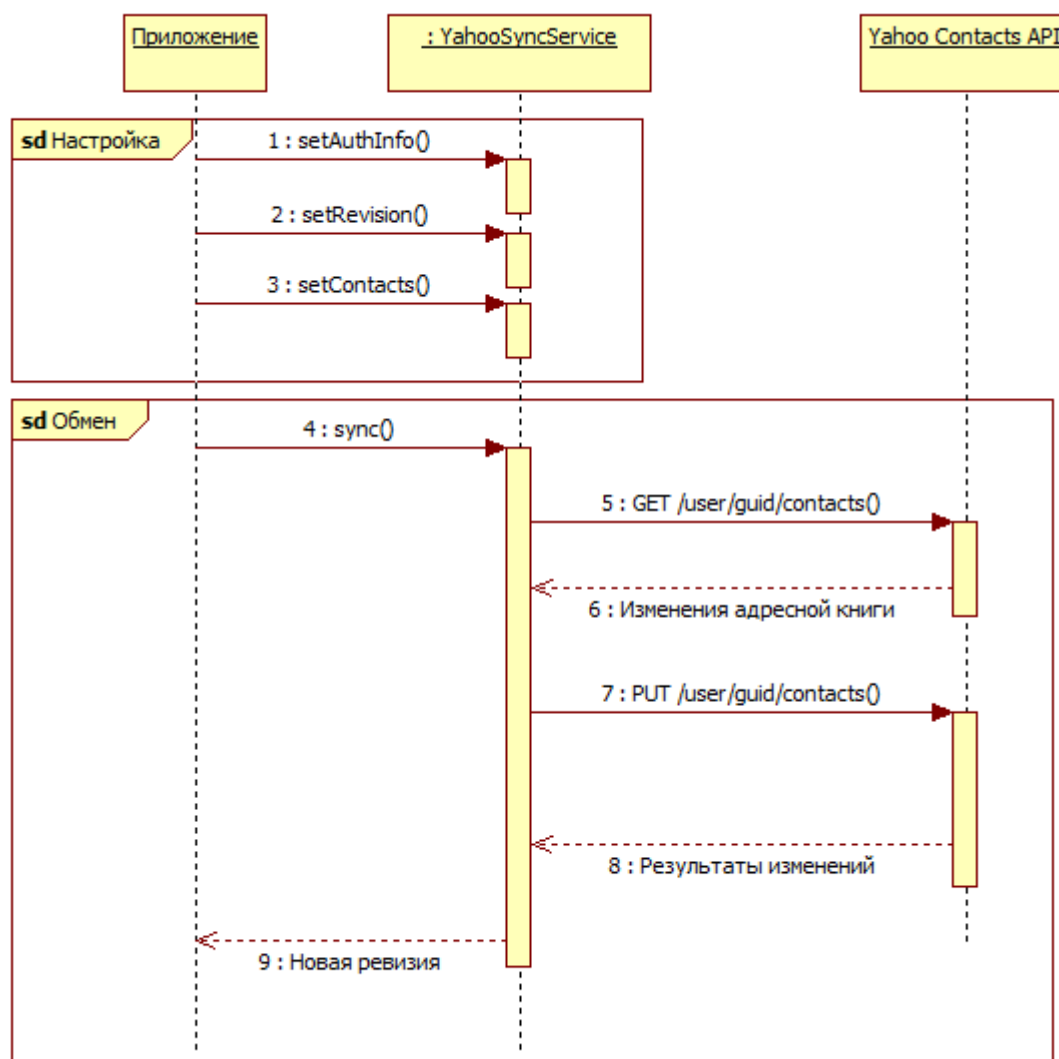 Приложение
: YahooSyncService
Yahoo Contacts API
sd Настройка
1 : setAuthInfo()
2 : setRevision()
3 : setContacts()
sd Обмен
4 : sync()
5 : GET /user/guid/contacts()
6 : Изменения адресной книги
7 : PUT /user/guid/contacts()
8 : Результаты изменений
9 : Новая ревизия